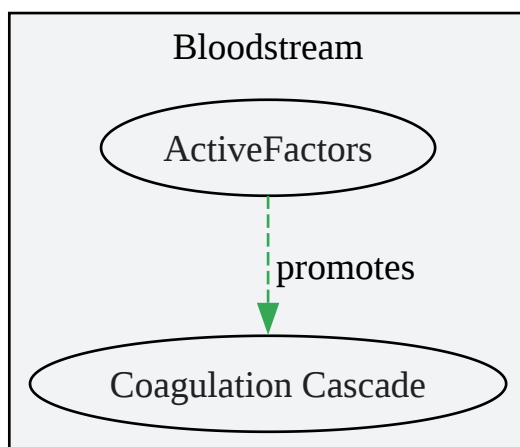 Bloodstream
ActiveFactors
promotes
Coagulation Cascade